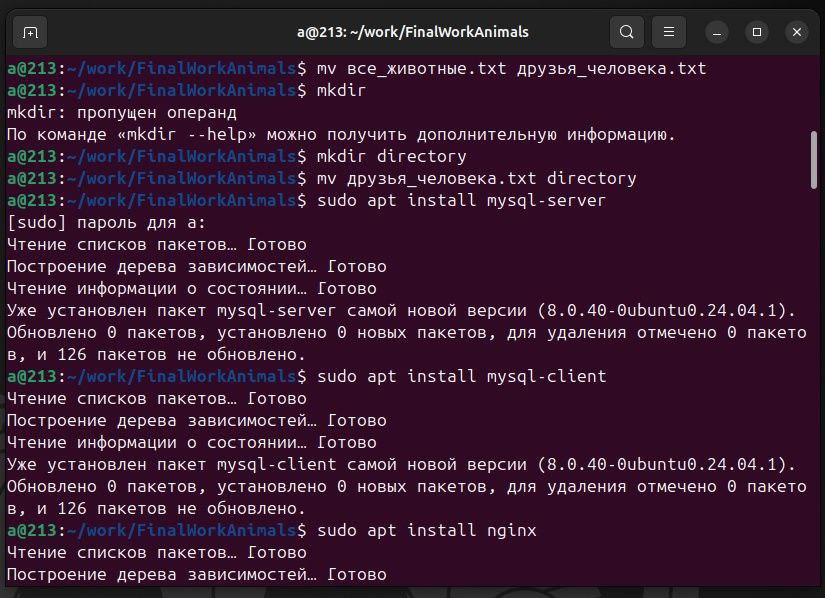 a@213: ~/work/FinalWorkAnimals
a@213:~/work/FinalWorkAnimals$ mv все_животные.txt друзья_человека.txt
a@213:~/work/FinalWorkAnimals$ mkdir
mkdir: пропущен операнд
По команде «mkdir --help» можно получить дополнительную информацию.
a@213:~/work/FinalWorkAnimals$ mkdir directory
a@213:~/work/FinalWorkAnimals$ mv друзья_человека.txt directory
a@213:~/work/FinalWorkAnimals$ sudo apt install mysql-server
[sudo] пароль для a:
Чтение списков пакетов… Готово
Построение дерева зависимостей… Готово
Чтение информации о состоянии… Готово
Уже установлен пакет mysql-server самой новой версии (8.0.40-0ubuntu0.24.04.1).
Обновлено 0 пакетов, установлено 0 новых пакетов, для удаления отмечено 0 пакето
в, и 126 пакетов не обновлено.
a@213:~/work/FinalWorkAnimals$ sudo apt install mysql-client
Чтение списков пакетов… Готово
Построение дерева зависимостей… Готово
Чтение информации о состоянии… Готово
Уже установлен пакет mysql-client самой новой версии (8.0.40-0ubuntu0.24.04.1).
Обновлено 0 пакетов, установлено 0 новых пакетов, для удаления отмечено 0 пакето
в, и 126 пакетов не обновлено.
a@213:~/work/FinalWorkAnimals$ sudo apt install nginx
Чтение списков пакетов… Готово
Построение дерева зависимостей… Готово